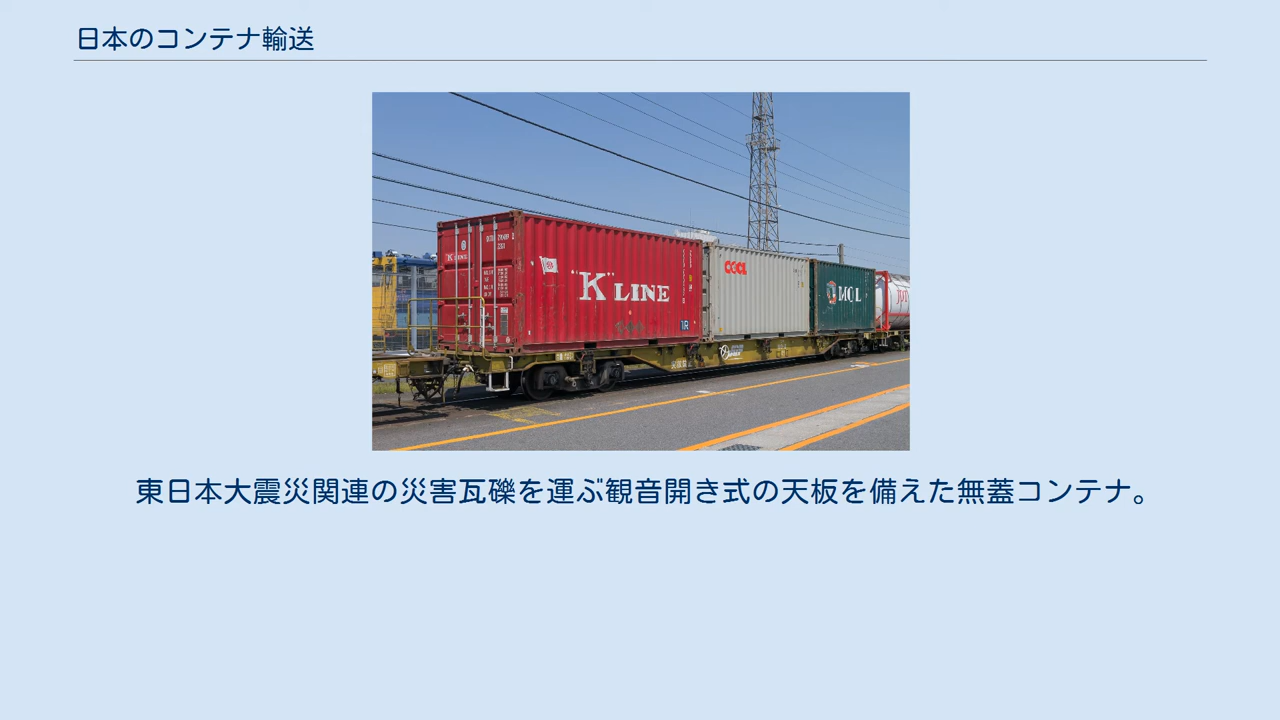 日本のコンテナ輸送
"K" LINE
MOL
東日本大震災関連の災害瓦礫を運ぶ観音開き式の天板を備えた無蓋コンテナ。